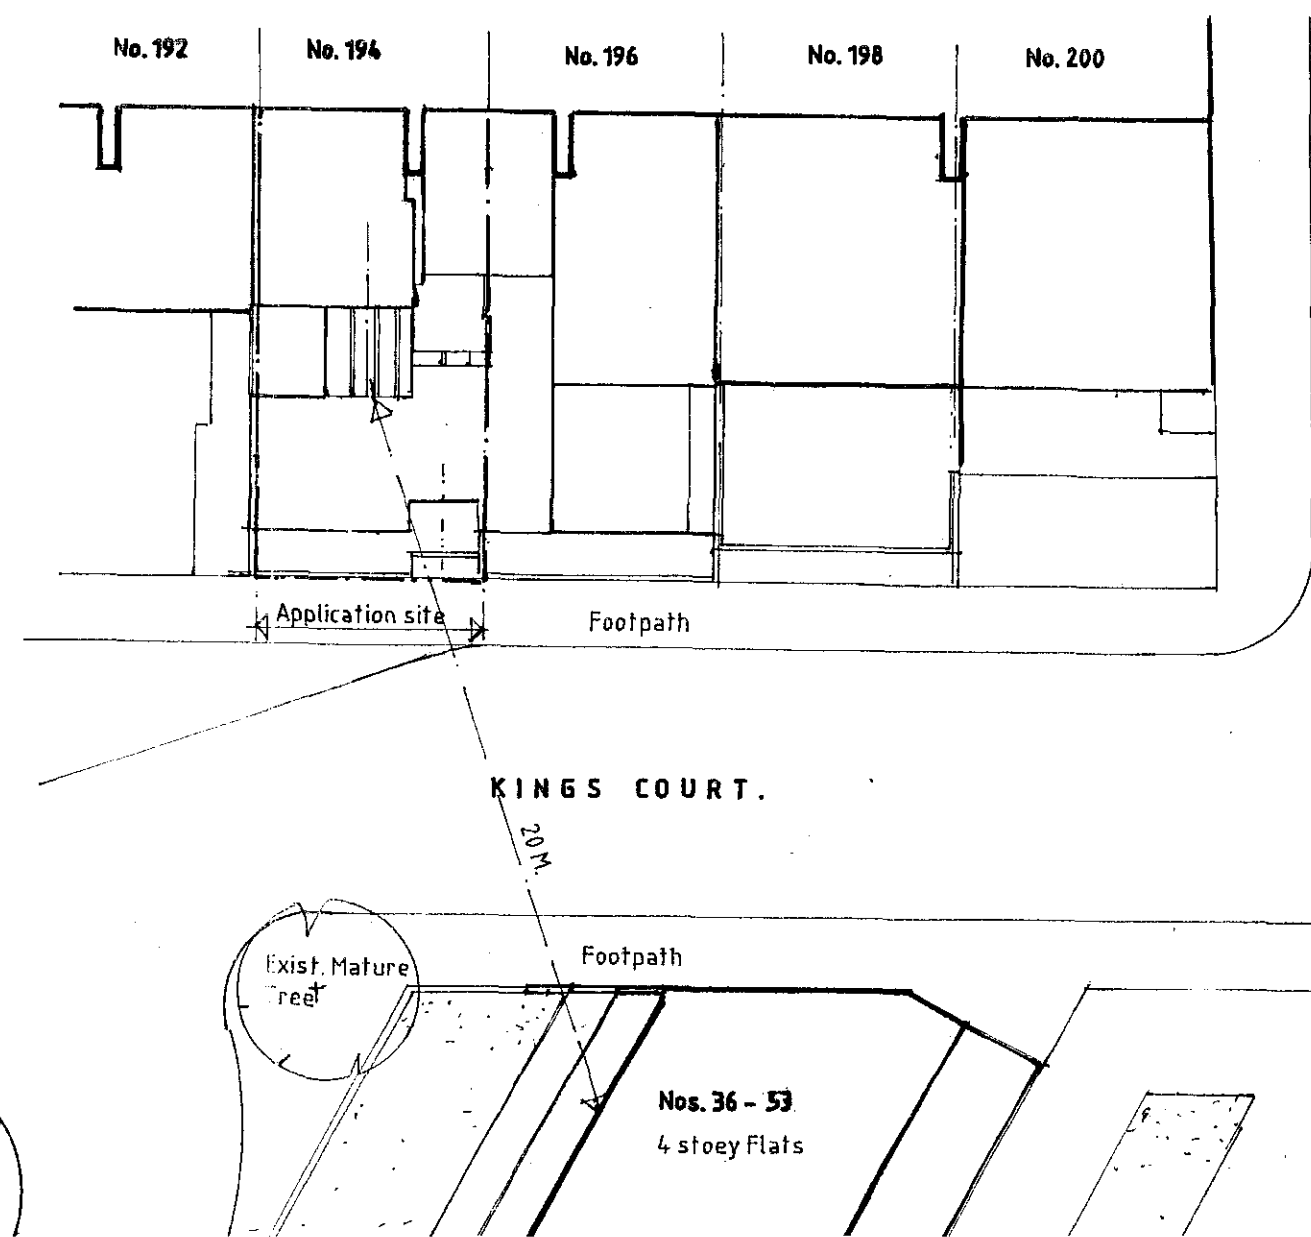 No. 192
No. 194
No. 196
No. 198
No. 200
Application site
Footpath
KINGS COURT.
20 M.
Footpath
Exist. Mature
Tree
Nos. 36 - 53
4 stoey Flats